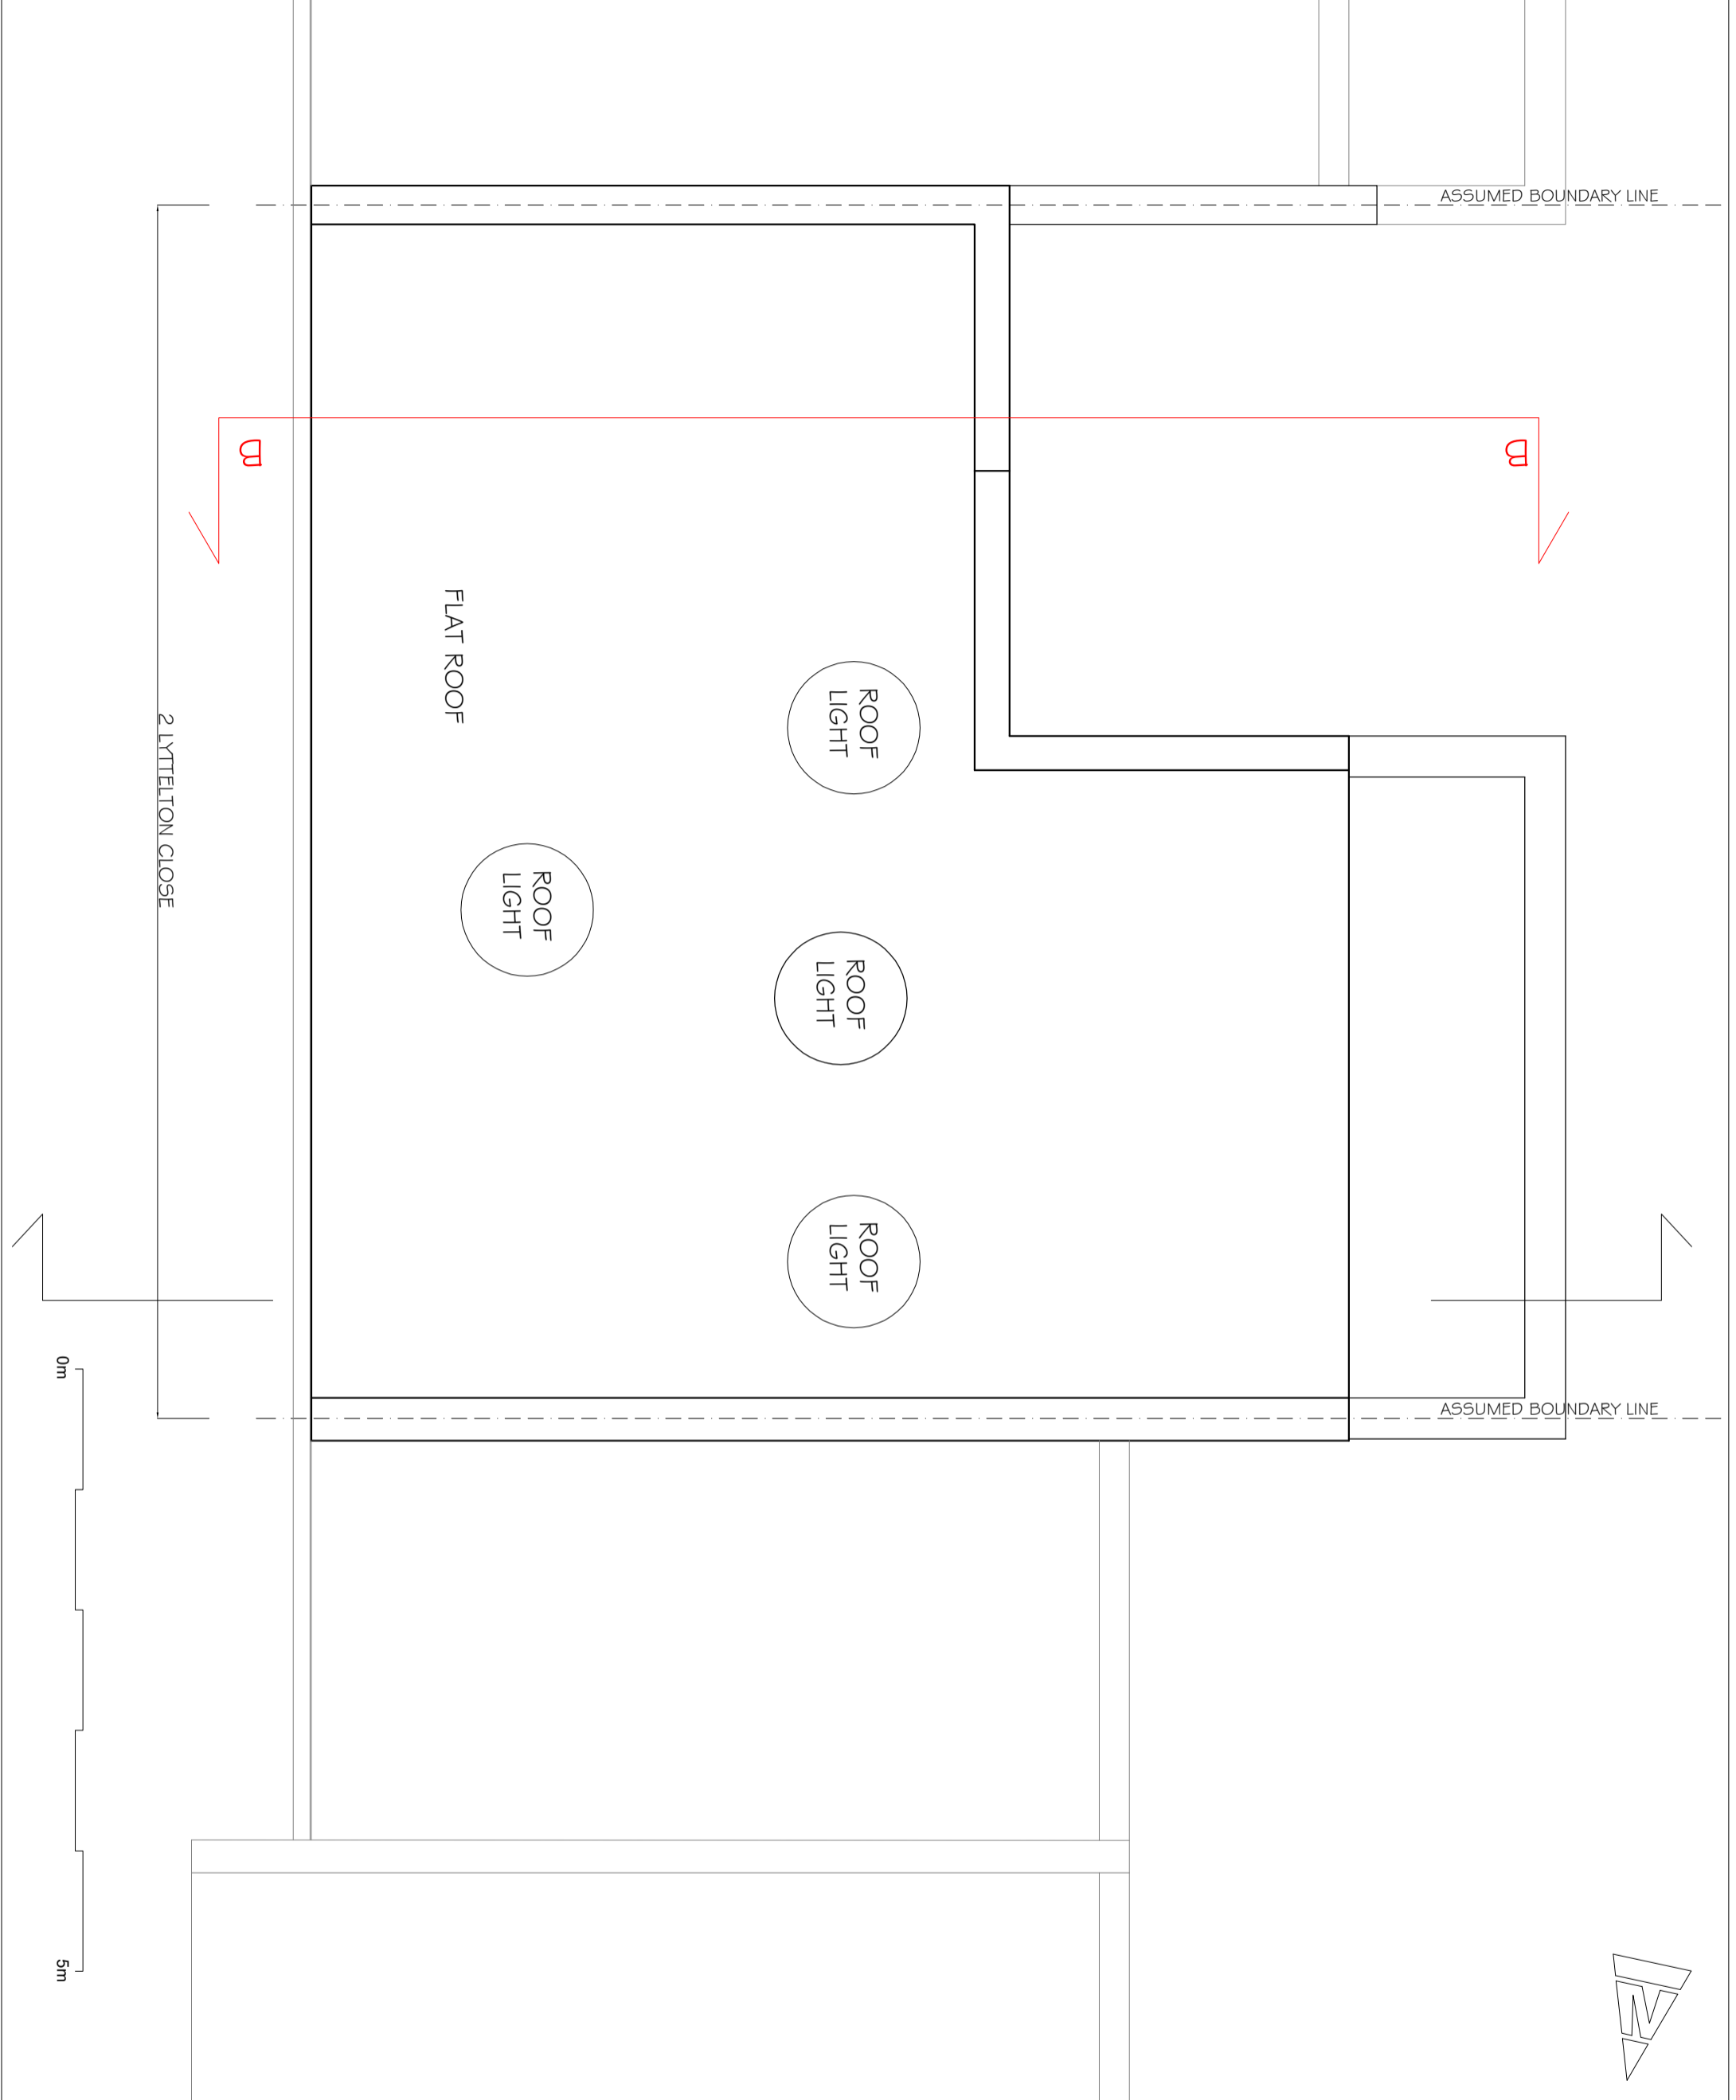 ASSUMED BOUNDARY LINE
B
B
FLAT ROOF
ROOF
LIGHT
2 LYTTELTON CLOSE
ROOF
LIGHT
ROOF
LIGHT
ROOF
LIGHT
0m
ASSUMED BOUNDARY LINE
5m
N